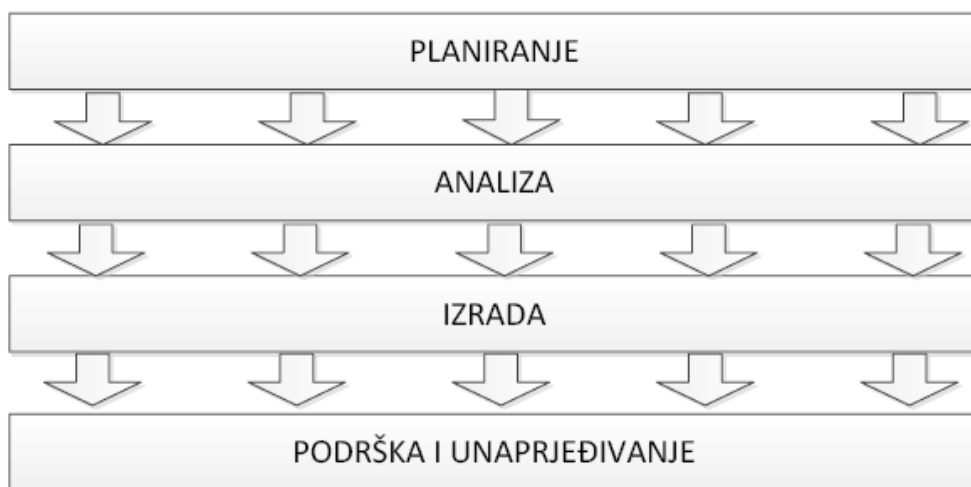 PLANIRANJE
ANALIZA
IZRADA
PODRŠKA I UNAPRJEĐIVANJE